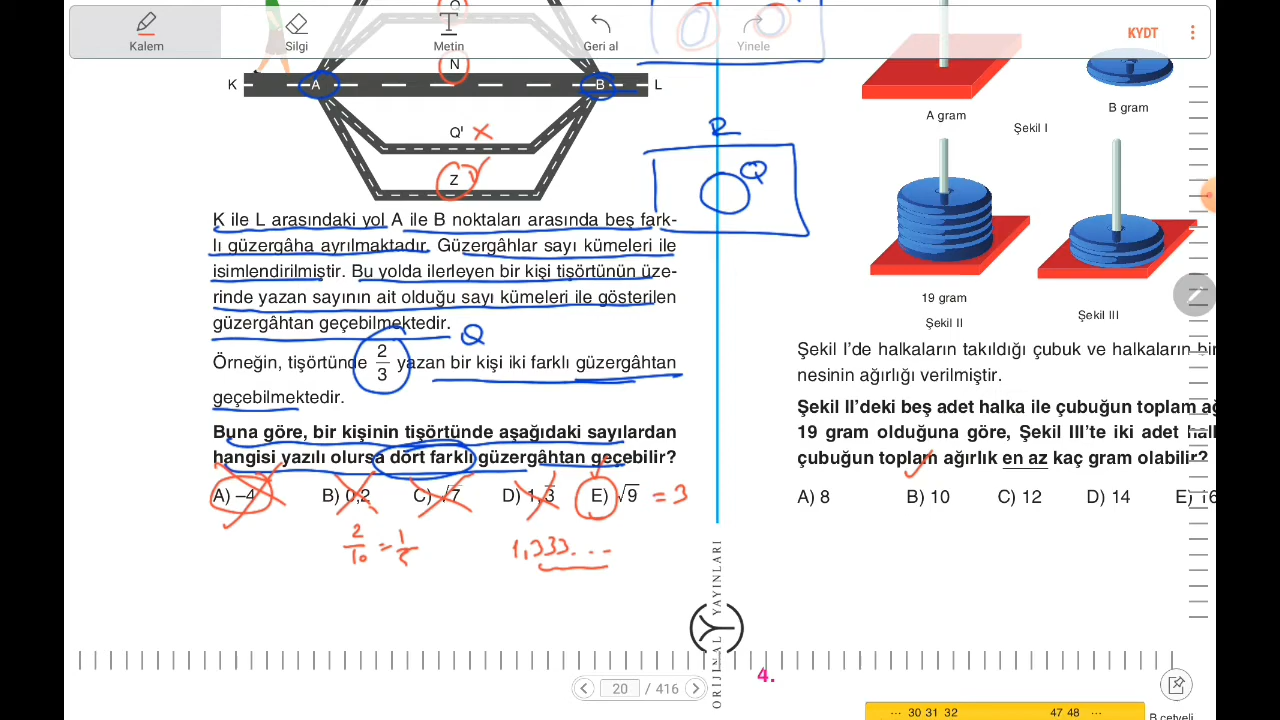 Kalem
Silgi
Metin
Geri al
Yinele
KYDT
Q
N
K
A
B
L
Q'
Z
K ile L arasındaki yol A ile B noktaları arasında beş fark-
lı güzergâha ayrılmaktadır. Güzergâhlar sayı kümeleri ile
isimlendirilmiştir. Bu yolda ilerleyen bir kişi tişörtünün üze-
rinde yazan sayının ait olduğu sayı kümeleri ile gösterilen
güzergâhtan geçebilmektedir.
Q
Örneğin, tişörtünde 2/3 yazan bir kişi iki farklı güzergâhtan
geçebilmektedir.
Buna göre, bir kişinin tişörtünde aşağıdaki sayılardan
hangisi yazılı olursa dört farklı güzergâhtan geçebilir?
A) –4 B) 0,2 C) √7 D) 1,3̅ E) √9 = 3
2/10 = 1/5
1,333...
R
Q
A gram
B gram
Şekil I
19 gram
Şekil II
Şekil III
Şekil I’de halkaların takıldığı çubuk ve halkaların bir
nesinin ağırlığı verilmiştir.
Şekil II’deki beş adet halka ile çubuğun toplam ağ
19 gram olduğuna göre, Şekil III’te iki adet halk
çubuğun toplam ağırlık en az kaç gram olabilir?
A) 8 B) 10 C) 12 D) 14 E) 16
ORİJİNAL YAYINLARI
20 / 416
4.
... 30 31 32 47 48 ...
B cetveli